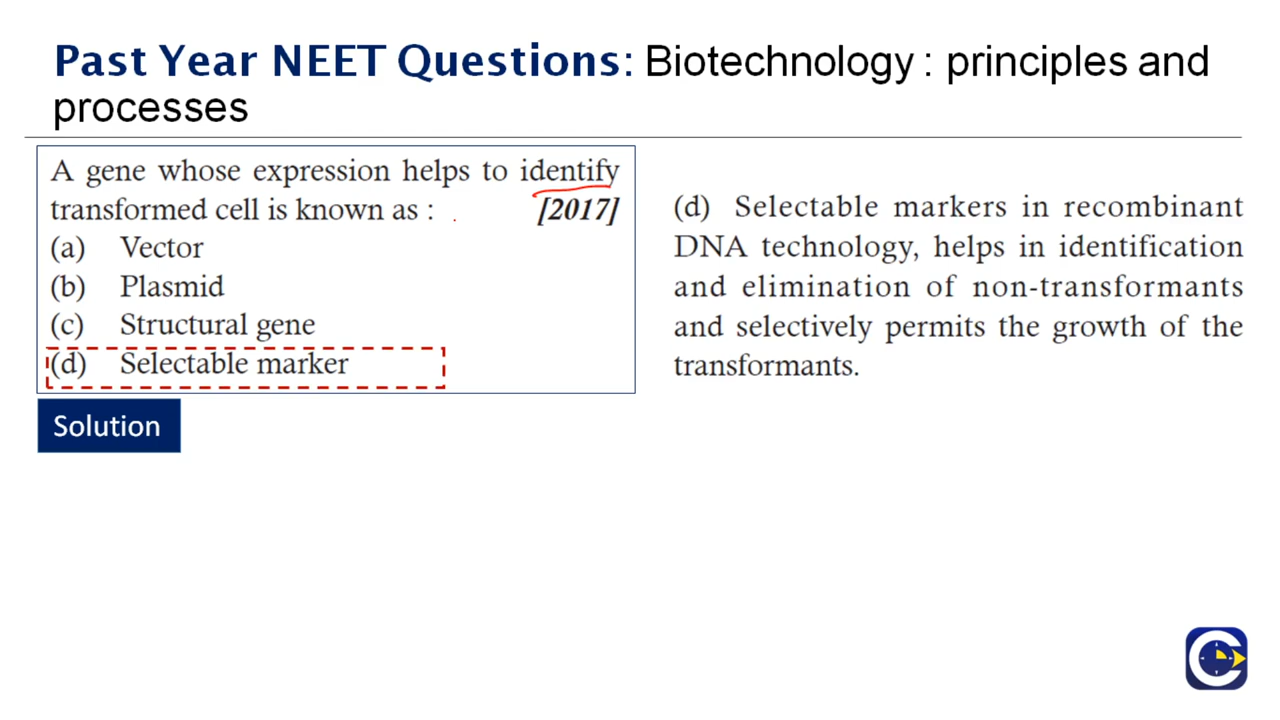 Past Year NEET Questions: Biotechnology : principles and
processes
A gene whose expression helps to identify
transformed cell is known as : [2017]
(a) Vector
(b) Plasmid
(c) Structural gene
(d) Selectable marker
Solution
(d) Selectable markers in recombinant
DNA technology, helps in identification
and elimination of non-transformants
and selectively permits the growth of the
transformants.